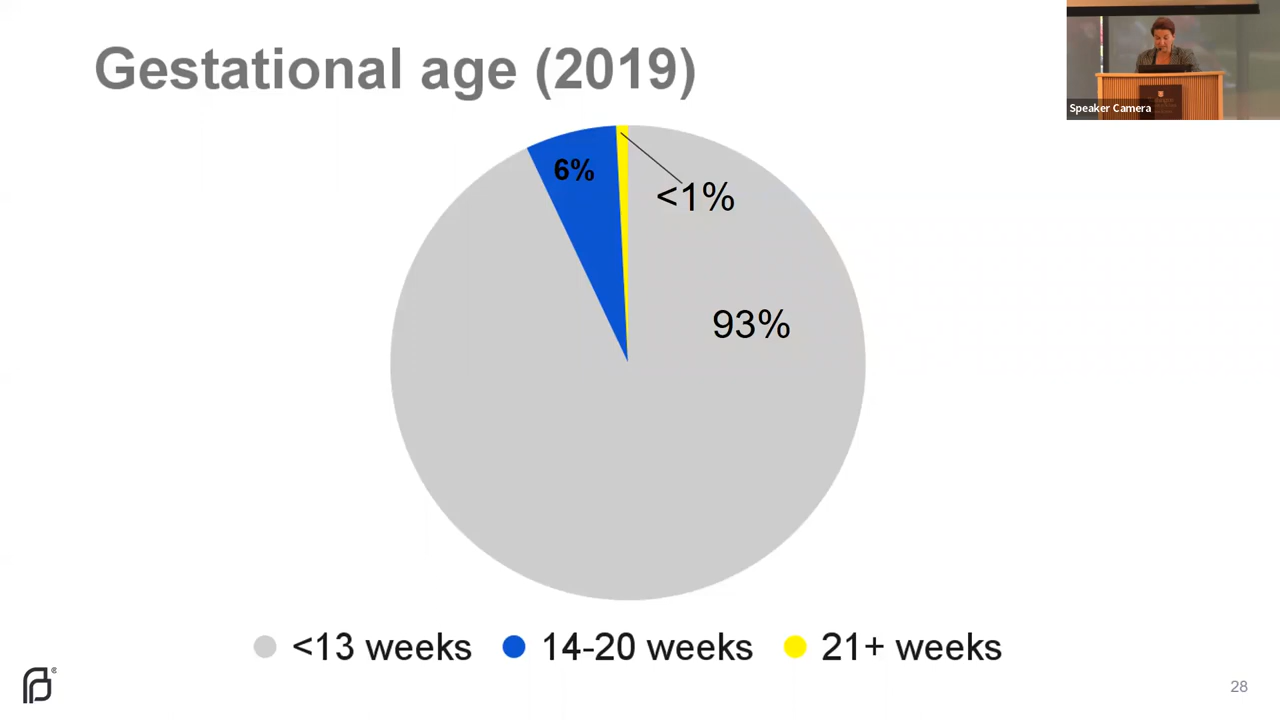 Gestational age (2019)
Speaker Camera
6%
<1%
93%
<13 weeks
14-20 weeks
21+ weeks
28